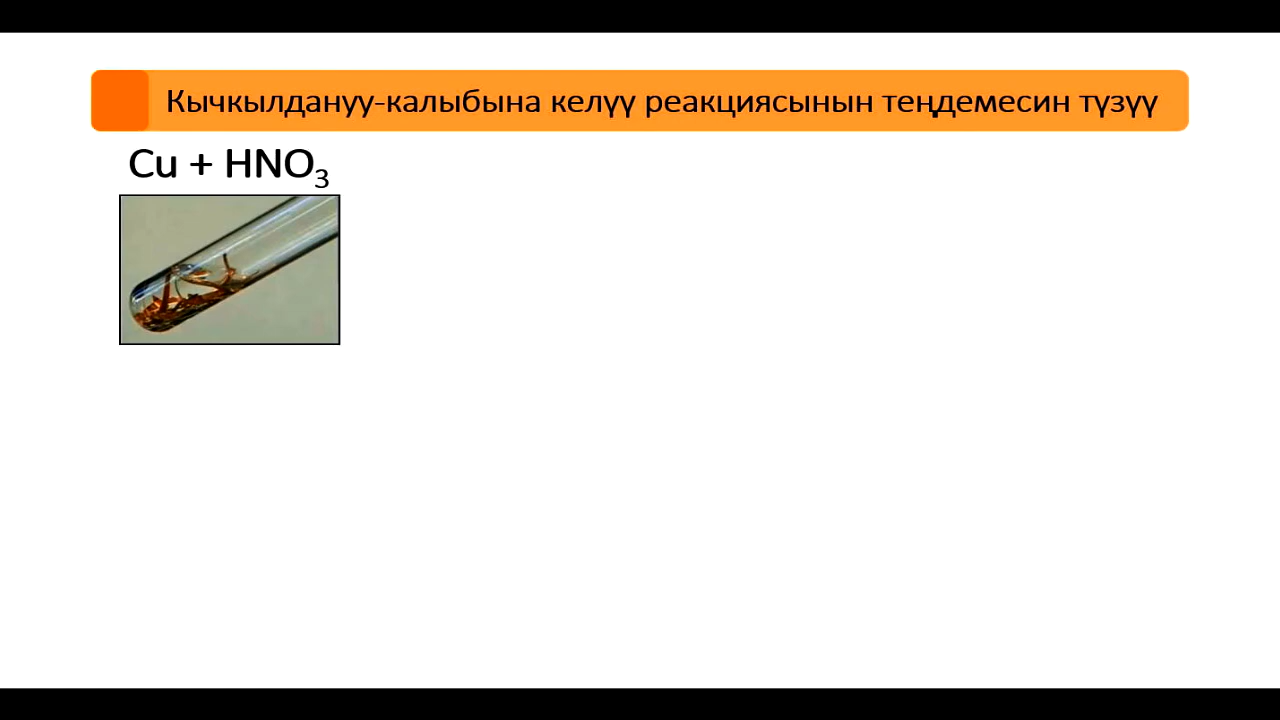 Кычкылдануу-калыбына келүү реакциясынын теңдемесин түзүү
Cu + HNO₃